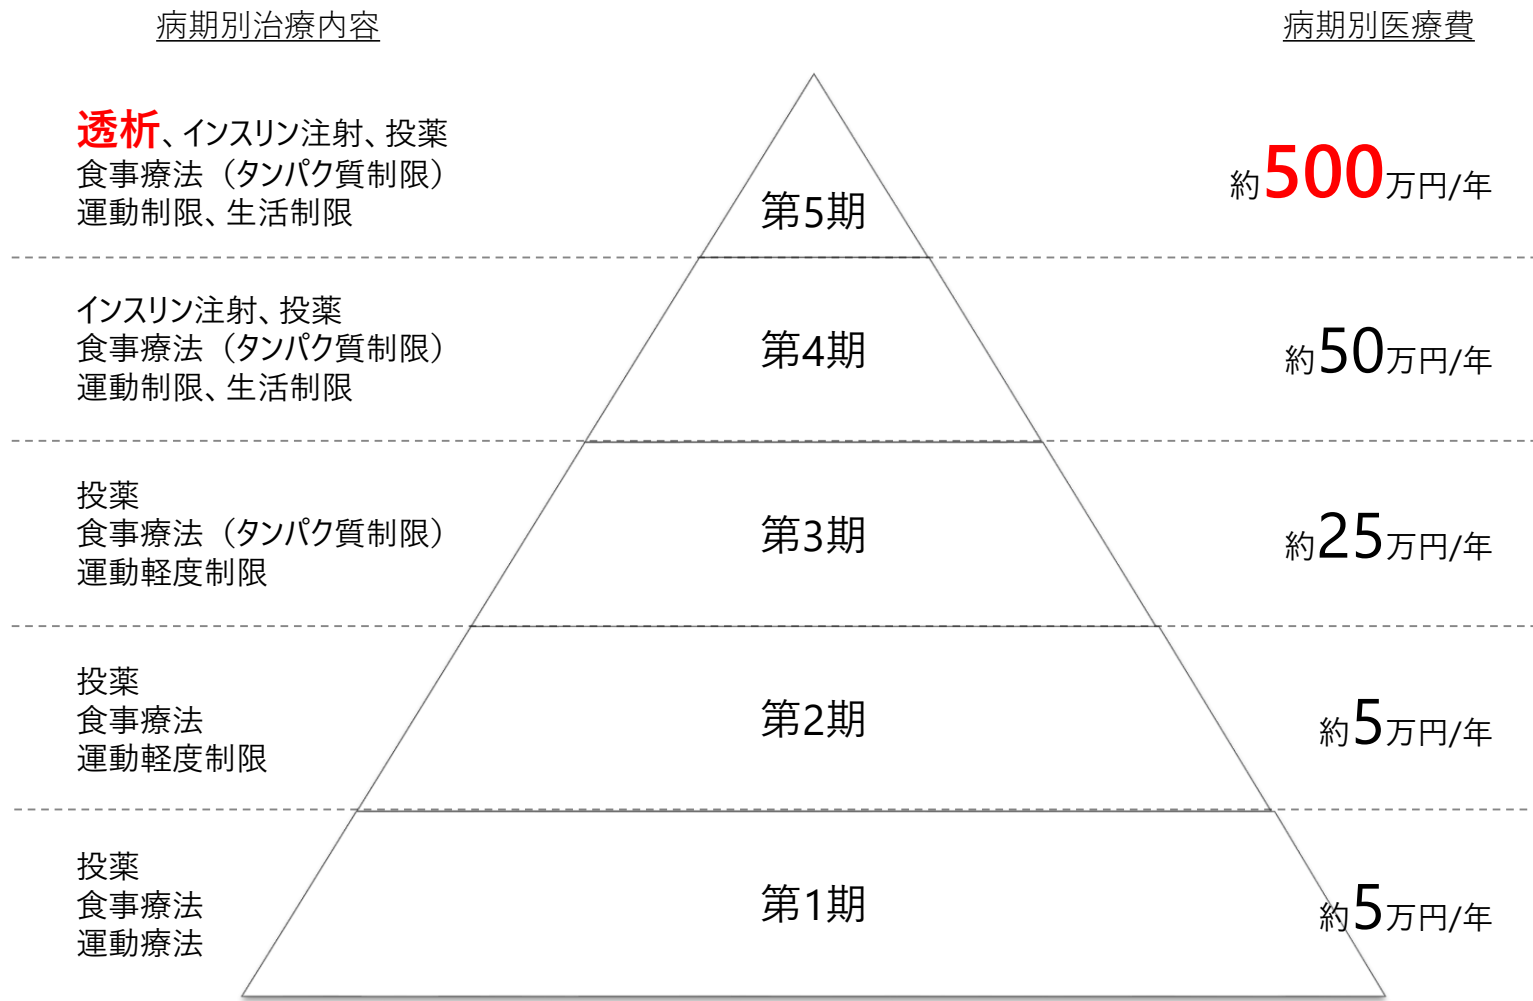 病期別治療内容
病期別医療費
透析、インスリン注射、投薬
食事療法（タンパク質制限）
運動制限、生活制限
第5期
約500万円/年
インスリン注射、投薬
食事療法（タンパク質制限）
運動制限、生活制限
第4期
約50万円/年
投薬
食事療法（タンパク質制限）
運動軽度制限
第3期
約25万円/年
投薬
食事療法
運動軽度制限
第2期
約5万円/年
投薬
食事療法
運動療法
第1期
約5万円/年